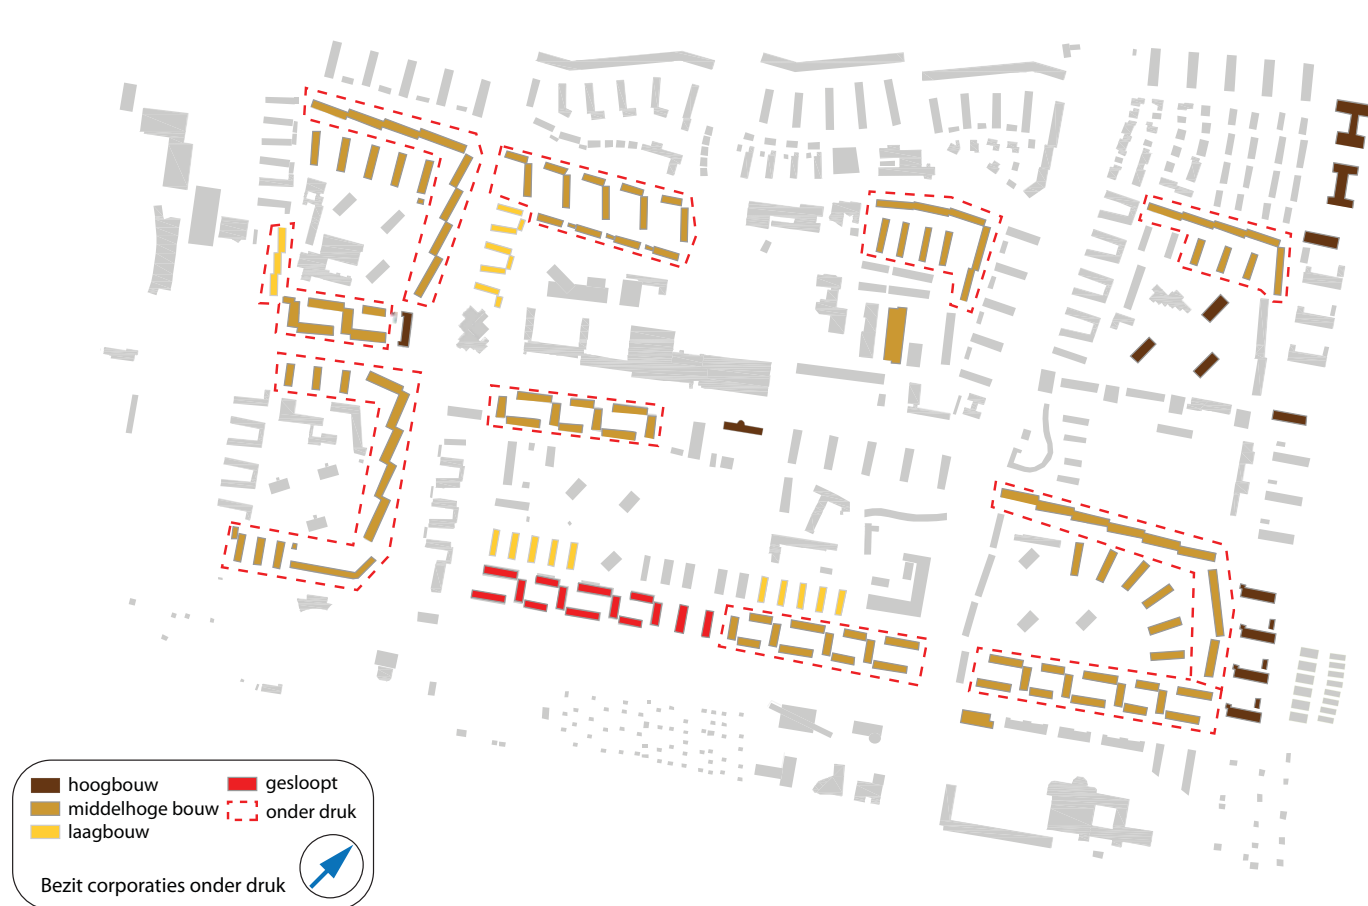 hoogbouw
middelhoge bouw
laagbouw
gesloopt
onder druk
Bezit corporaties onder druk